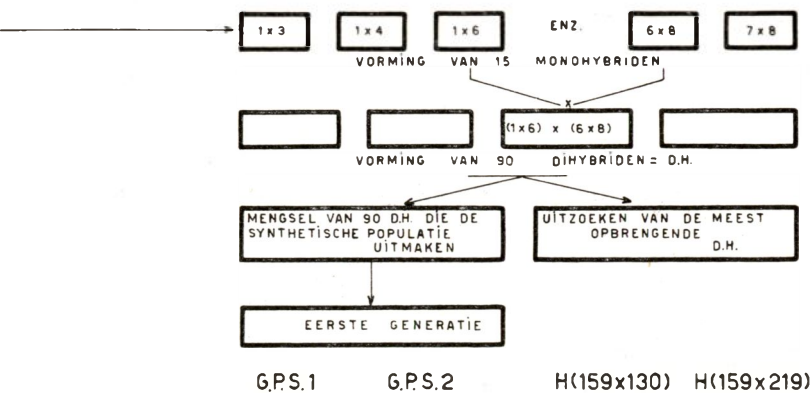 1 x 3 1 x 4 1 x 6 ENZ. 6 x 8 7 x 8
VORMING VAN 15 MONOHYBRIDEN
x
(1 x 6) x (6 x 8)
VORMING VAN 90 DIHYBRIDEN = D.H.
MENGSEL VAN 90 D.H. DIE DE
SYNTHETISCHE POPULATIE
UITMAKEN
UITZOEKEN VAN DE MEEST
OPBRENGENDE
D.H.
EERSTE GENERATIE
G.P.S. 1 G.P.S. 2 H(159x130) H(159x219)